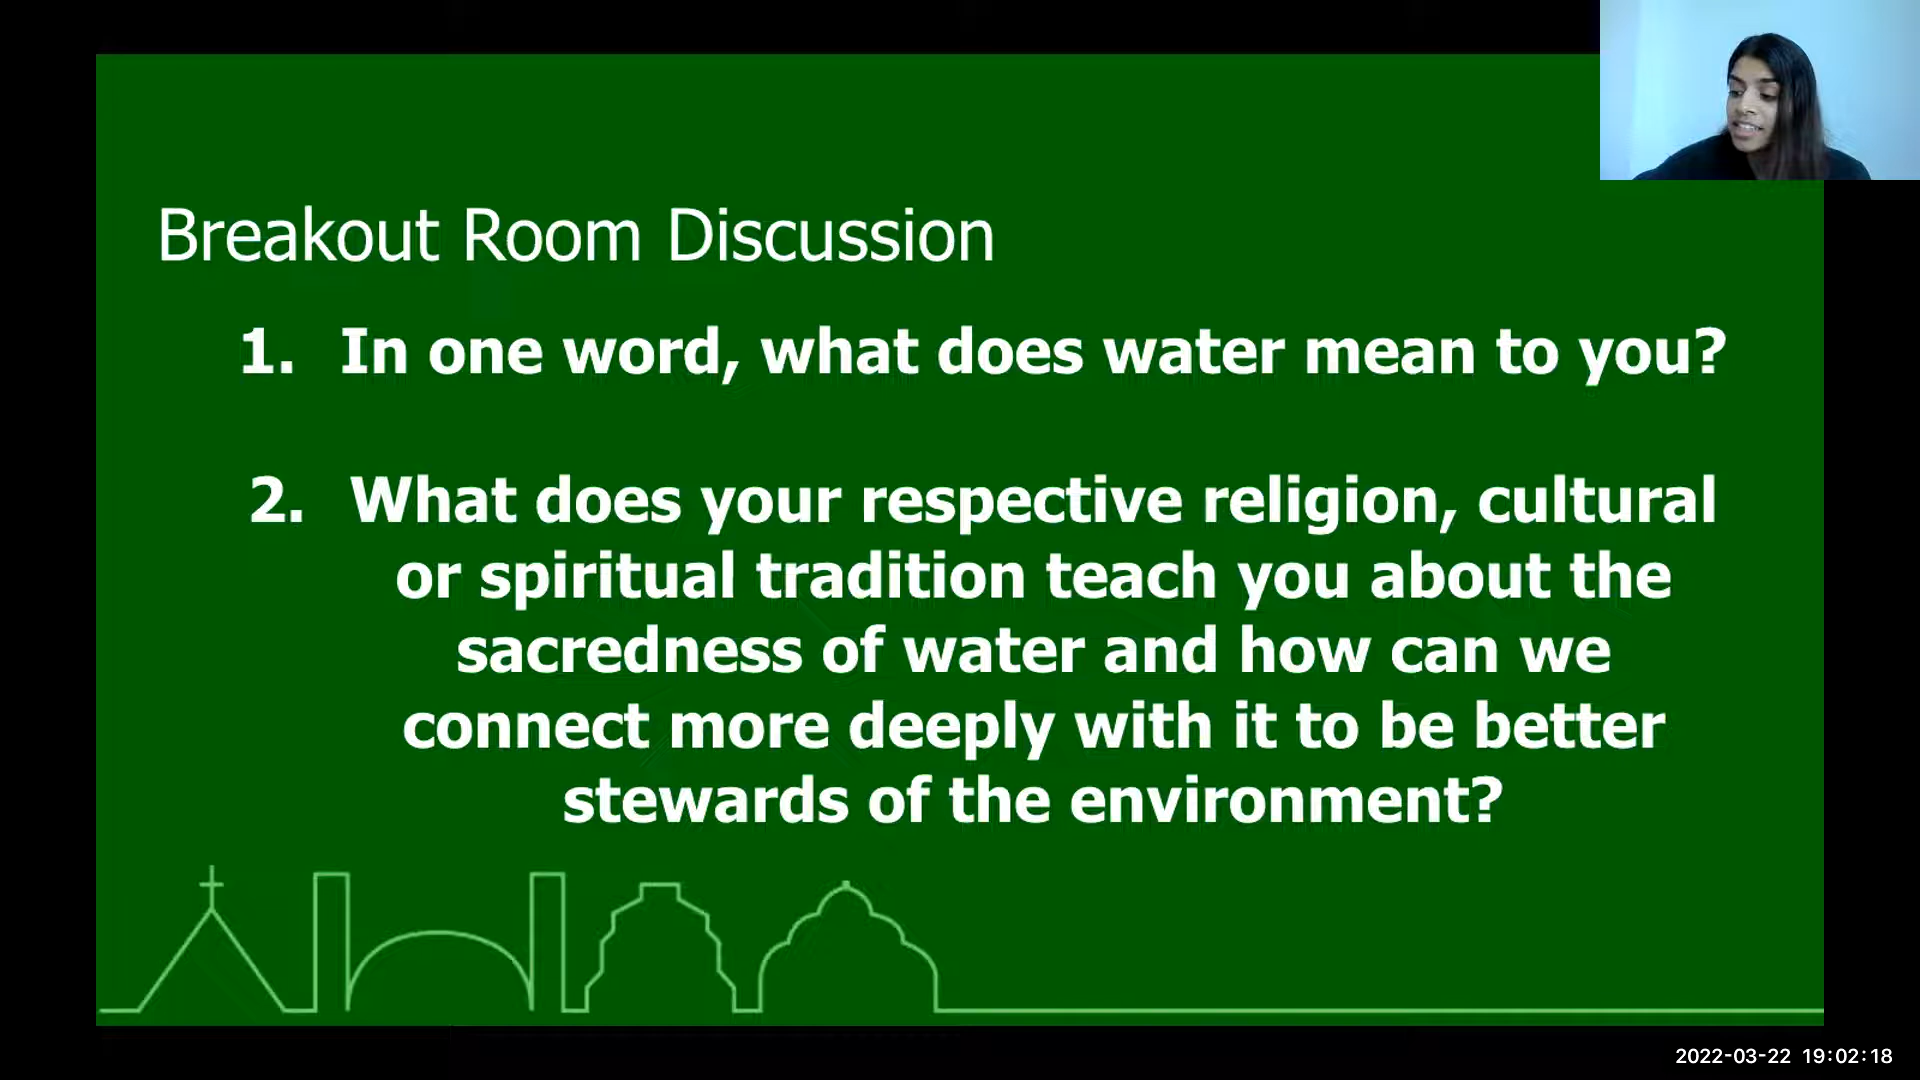 Breakout Room Discussion
1. In one word, what does water mean to you?
2. What does your respective religion, cultural
or spiritual tradition teach you about the
sacredness of water and how can we
connect more deeply with it to be better
stewards of the environment?
2022-03-22 19:02:18